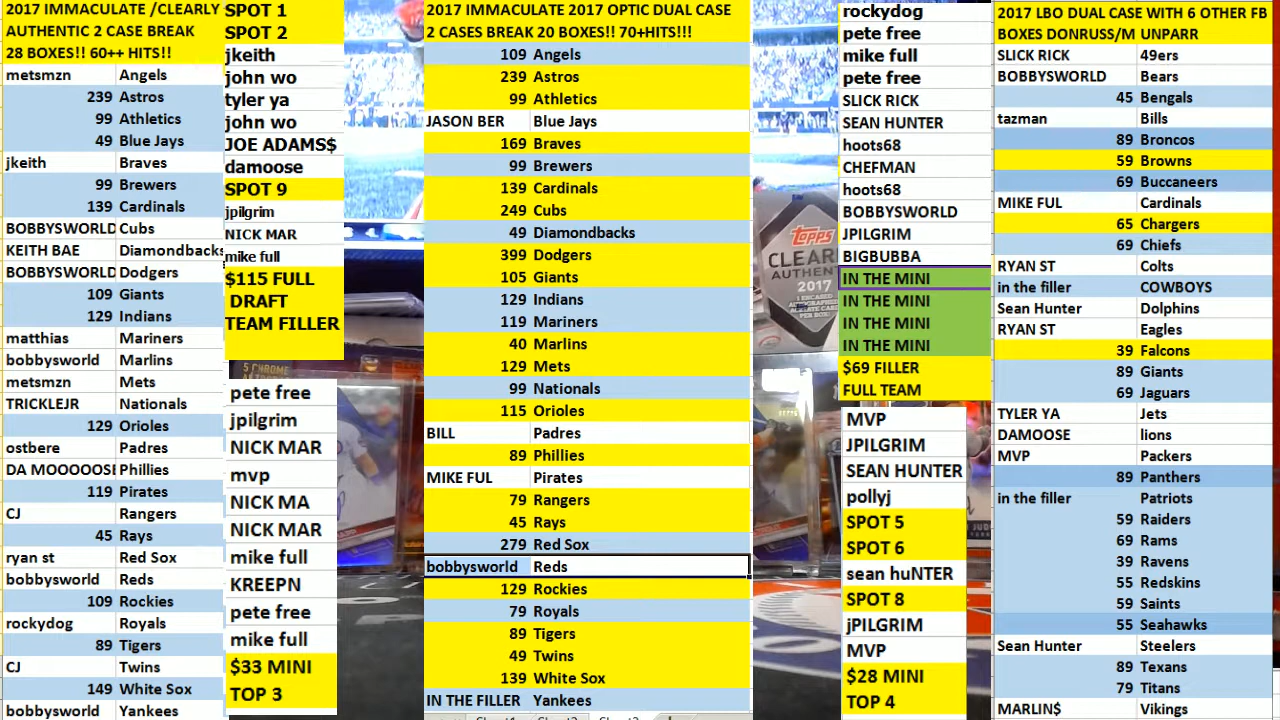 2017 IMMACULATE /CLEARLY
AUTHENTIC 2 CASE BREAK
28 BOXES!! 60++ HITS!!
metsmzn Angels
239 Astros
99 Athletics
49 Blue Jays
jkeith Braves
99 Brewers
139 Cardinals
BOBBYSWORLD Cubs
KEITH BAE Diamondbacks
BOBBYSWORLD Dodgers
109 Giants
129 Indians
matthias Mariners
bobbysworld Marlins
metsmzn Mets
TRICKLEJR Nationals
129 Orioles
ostbere Padres
DA MOOOOOSE Phillies
119 Pirates
CJ Rangers
45 Rays
ryan st Red Sox
bobbysworld Reds
109 Rockies
rockydog Royals
89 Tigers
CJ Twins
149 White Sox
bobbysworld Yankees
SPOT 1
SPOT 2
jkeith
john wo
tyler ya
john wo
JOE ADAMS$
damoose
SPOT 9
jpilgrim
NICK MAR
mike full
$115 FULL
DRAFT
TEAM FILLER
5 CHROME
pete free
jpilgrim
NICK MAR
mvp
NICK MA
NICK MAR
mike full
KREEPN
pete free
mike full
$33 MINI
TOP 3
2017 IMMACULATE 2017 OPTIC DUAL CASE
2 CASES BREAK 20 BOXES!! 70+HITS!!!
109 Angels
239 Astros
99 Athletics
JASON BER Blue Jays
169 Braves
99 Brewers
139 Cardinals
249 Cubs
49 Diamondbacks
399 Dodgers
105 Giants
129 Indians
119 Mariners
40 Marlins
129 Mets
99 Nationals
115 Orioles
BILL Padres
89 Phillies
MIKE FUL Pirates
79 Rangers
45 Rays
279 Red Sox
bobbysworld Reds
129 Rockies
79 Royals
89 Tigers
49 Twins
139 White Sox
IN THE FILLER Yankees
topps
CLEAR
AUTHEN
2017
rockydog
pete free
mike full
pete free
SLICK RICK
SEAN HUNTER
hoots68
CHEFMAN
hoots68
BOBBYSWORLD
JPILGRIM
BIGBUBBA
IN THE MINI
IN THE MINI
IN THE MINI
IN THE MINI
$69 FILLER
FULL TEAM
MVP
JPILGRIM
SEAN HUNTER
pollyj
SPOT 5
SPOT 6
sean huNTER
SPOT 8
jPILGRIM
MVP
$28 MINI
TOP 4
2017 LBO DUAL CASE WITH 6 OTHER FB
BOXES DONRUSS/M UNPARR
SLICK RICK 49ers
BOBBYSWORLD Bears
45 Bengals
tazman Bills
89 Broncos
59 Browns
69 Buccaneers
MIKE FUL Cardinals
65 Chargers
69 Chiefs
RYAN ST Colts
in the filler COWBOYS
Sean Hunter Dolphins
RYAN ST Eagles
39 Falcons
89 Giants
69 Jaguars
TYLER YA Jets
DAMOOSE lions
MVP Packers
89 Panthers
in the filler Patriots
59 Raiders
69 Rams
39 Ravens
55 Redskins
59 Saints
55 Seahawks
Sean Hunter Steelers
89 Texans
79 Titans
MARLIN$ Vikings